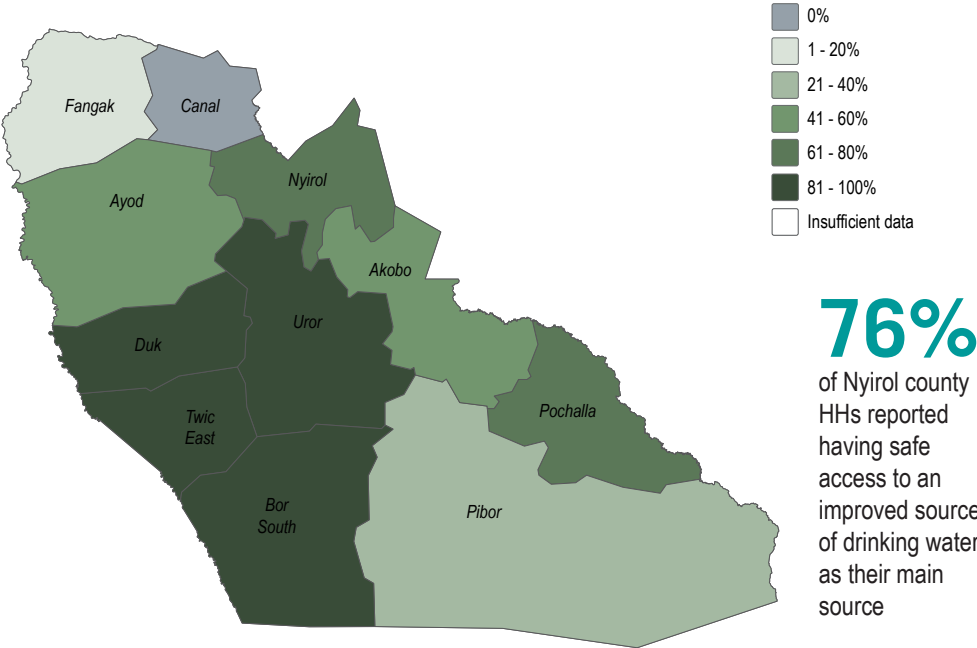 0%
1 - 20%
21 - 40%
41 - 60%
61 - 80%
81 - 100%
Insufficient data
Fangak
Canal
Nyirol
Ayod
Akobo
Uror
Duk
Twic
East
Pochalla
Bor
South
Pibor
76%
of Nyirol county
HHs reported
having safe
access to an
improved source
of drinking water
as their main
source